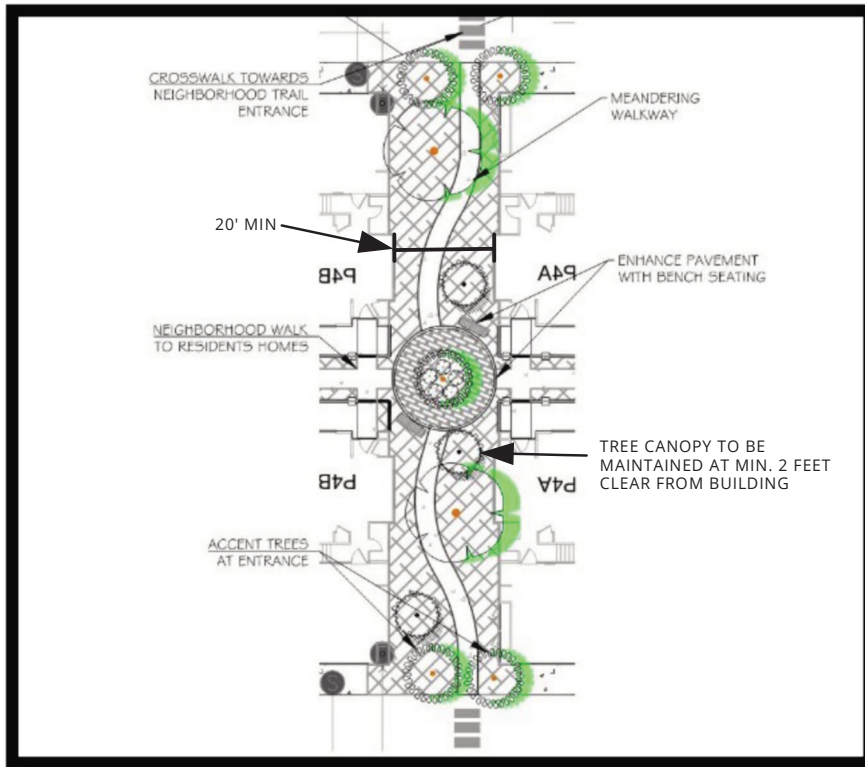 CROSSWALK TOWARDS
NEIGHBORHOOD TRAIL
ENTRANCE
MEANDERING
WALKWAY
20' MIN
P4B
P4A
ENHANCE PAVEMENT
WITH BENCH SEATING
NEIGHBORHOOD WALK
TO RESIDENTS HOMES
TREE CANOPY TO BE
MAINTAINED AT MIN. 2 FEET
CLEAR FROM BUILDING
P4B
P4A
ACCENT TREES
AT ENTRANCE
S
S